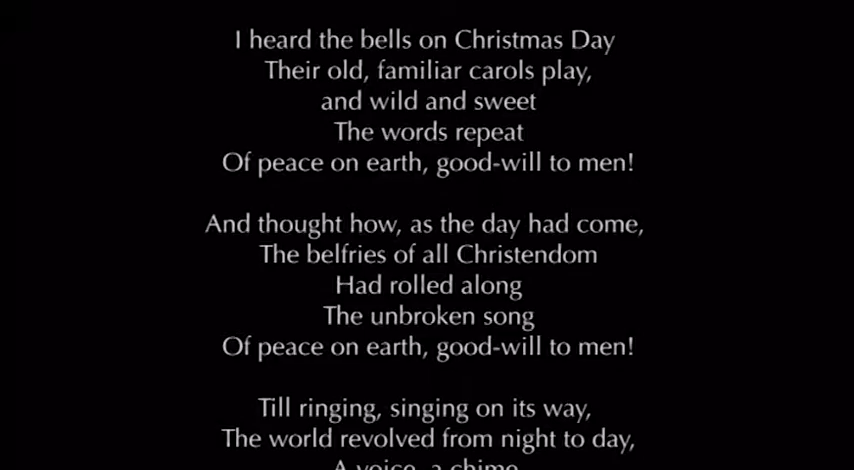 I heard the bells on Christmas Day
Their old, familiar carols play,
and wild and sweet
The words repeat
Of peace on earth, good-will to men!
And thought how, as the day had come,
The belfries of all Christendom
Had rolled along
The unbroken song
Of peace on earth, good-will to men!
Till ringing, singing on its way,
The world revolved from night to day,
A voice, a chime